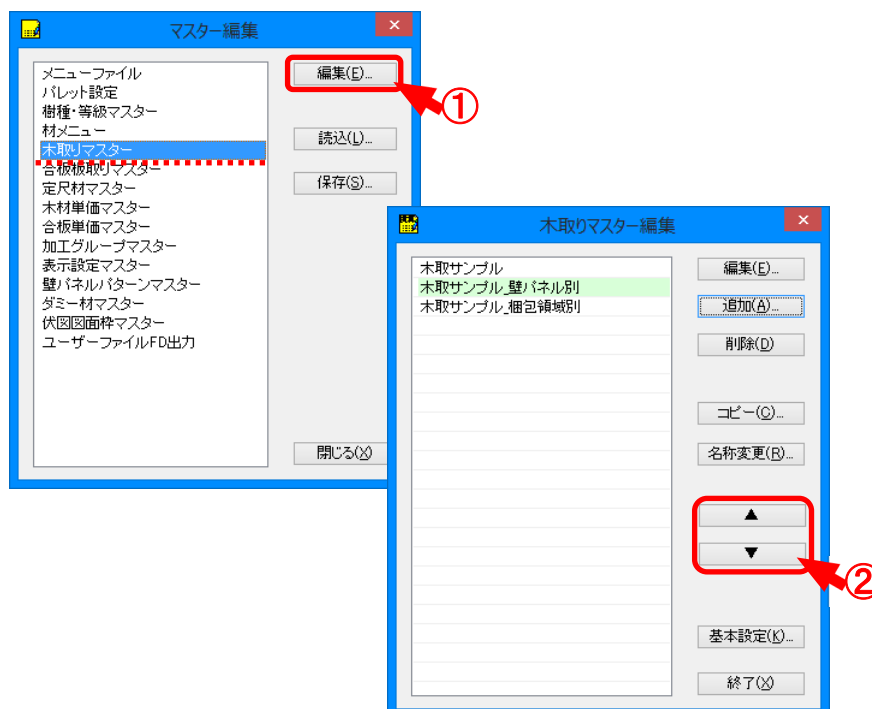 マスター編集
メニューファイル
パレット設定
樹種・等級マスター
材メニュー
木取りマスター
合板板取りマスター
定尺材マスター
木材単価マスター
合板単価マスター
加工グループマスター
表示設定マスター
壁パネルパターンマスター
ダミー材マスター
伏図図面枠マスター
ユーザーファイルFD出力
編集(E)...
①
読込(L)...
保存(S)...
閉じる(X)
木取りマスター編集
木取サンプル
木取サンプル_壁パネル別
木取サンプル_梱包領域別
編集(E)...
追加(A)...
削除(D)
コピー(C)...
名称変更(R)...
▲
▼
②
基本設定(K)...
終了(X)